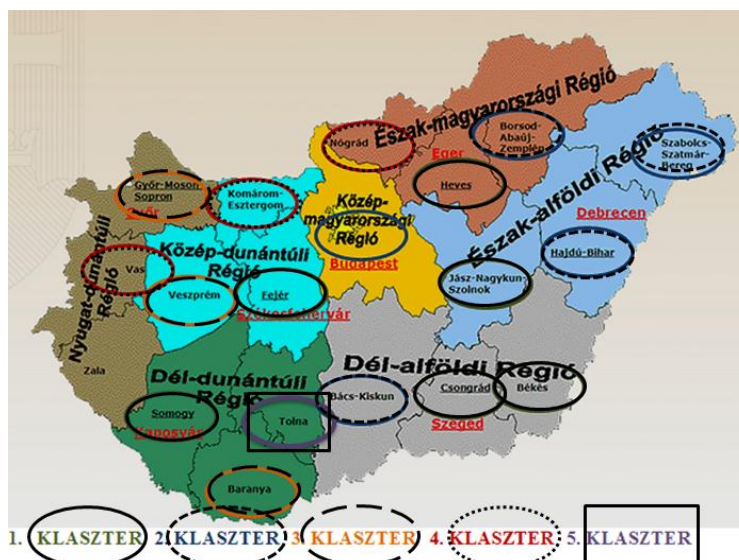 Észak-magyarországi Régió
Nógrád
Borsod-
Abaúj-
Zemplén
Szabolcs-
Szatmár-
Bereg
Eger
Heves
Győr-Moson-
Sopron
Győr
Komárom-
Esztergom
Közép-
magyarországi
Régió
Budapest
Észak-alföldi Régió
Debrecen
Hajdú-Bihar
Jász-Nagykun-
Szolnok
Nyugat-dunántúli
Régió
Vas
Közép-dunántúli
Régió
Veszprém
Fejér
Székesfehérvár
Zala
Dél-dunántúli
Régió
Somogy
Kaposvár
Tolna
Baranya
Dél-alföldi Régió
Bács-Kiskun
Csongrád
Békés
Szeged
1. KLASZTER 2. KLASZTER 3. KLASZTER 4. KLASZTER 5. KLASZTER